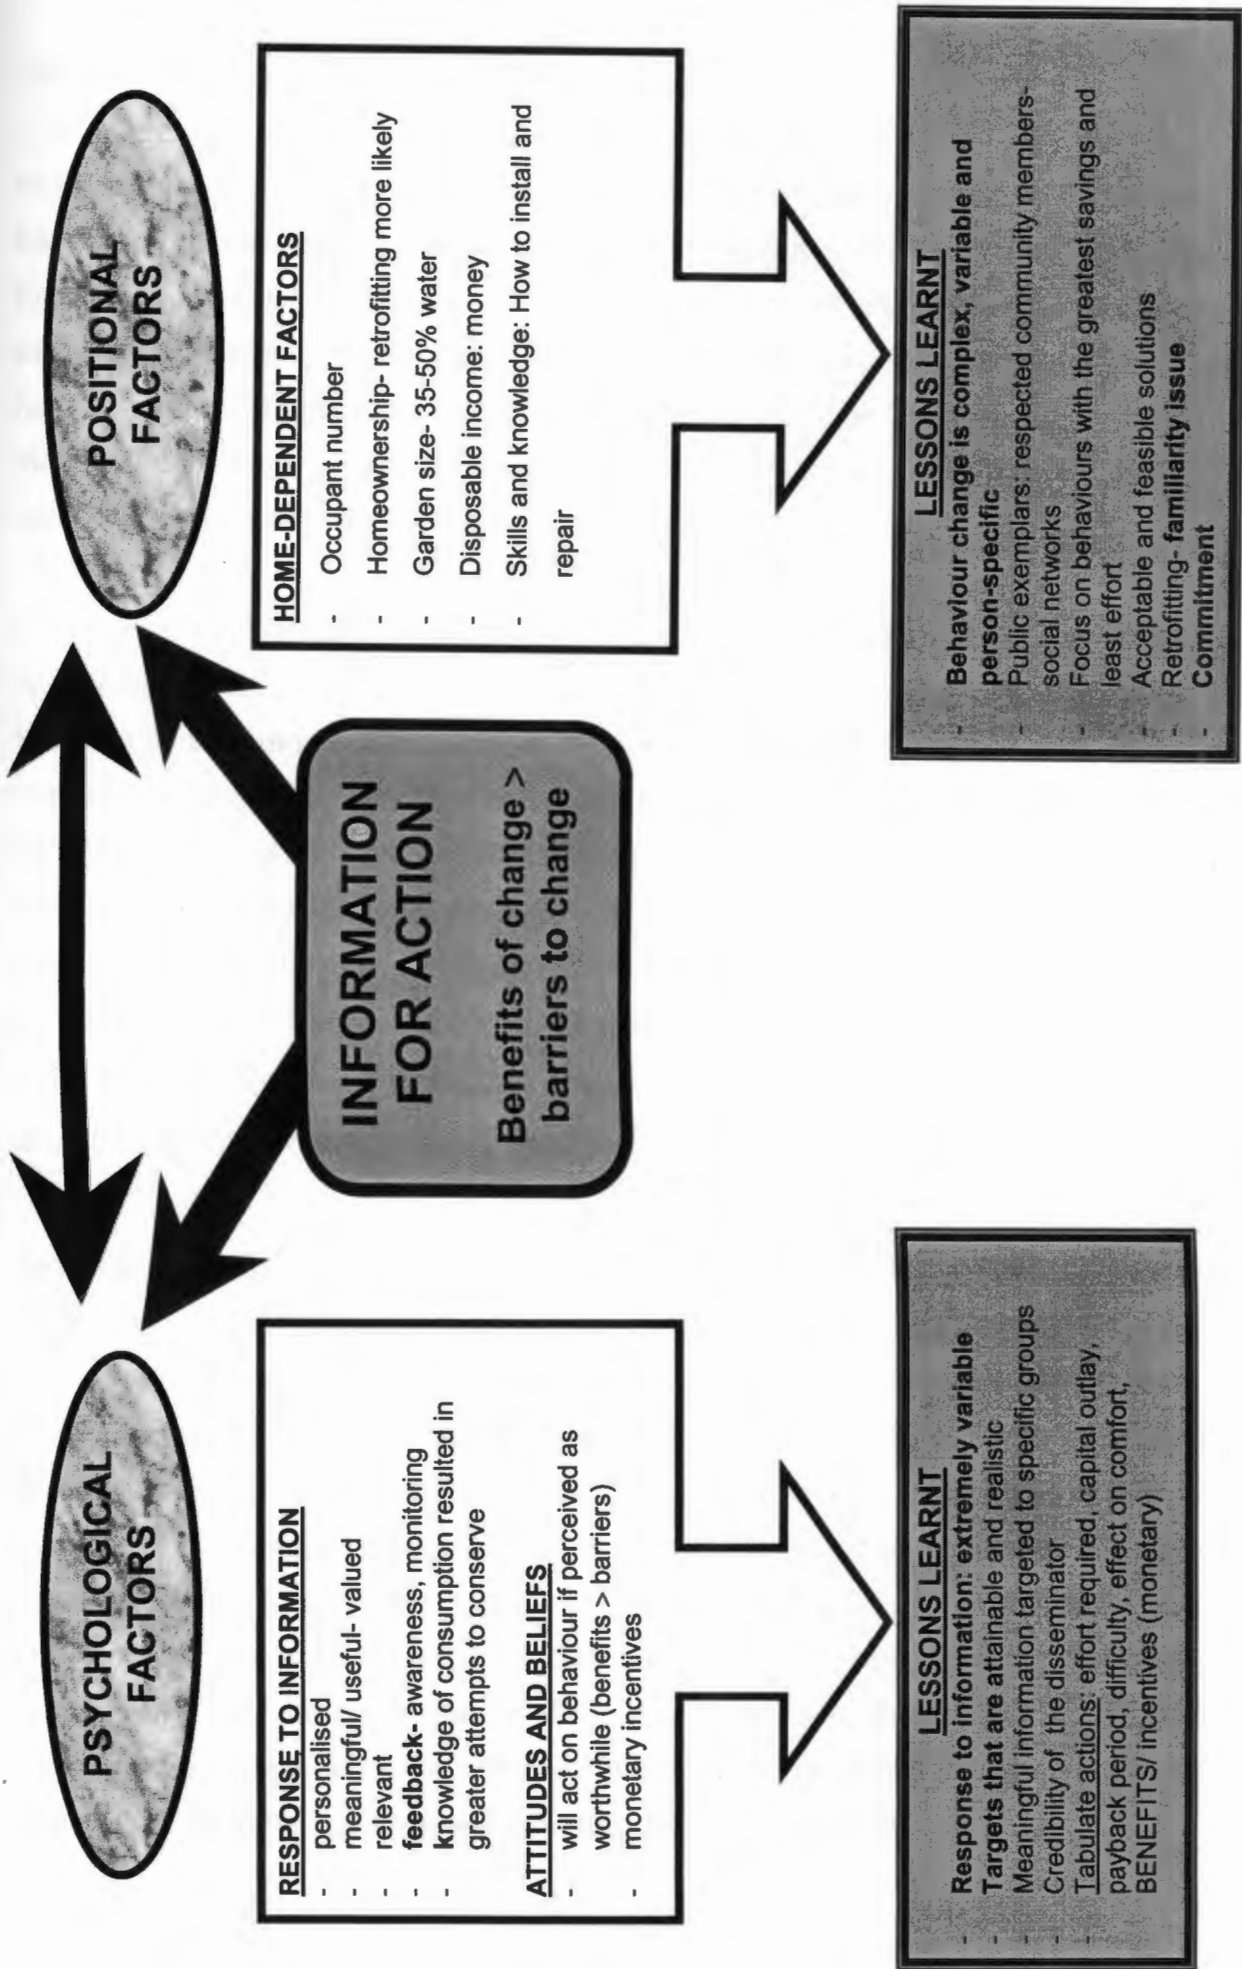 PSYCHOLOGICAL
FACTORS
POSITIONAL
FACTORS
INFORMATION
FOR ACTION
Benefits of change >
barriers to change
RESPONSE TO INFORMATION
- personalised
- meaningful/ useful- valued
- relevant
- feedback- awareness, monitoring
- knowledge of consumption resulted in
greater attempts to conserve
ATTITUDES AND BELIEFS
- will act on behaviour if perceived as
worthwhile (benefits > barriers)
- monetary incentives
HOME-DEPENDENT FACTORS
- Occupant number
- Homeownership- retrofitting more likely
- Garden size- 35-50% water
- Disposable income: money
- Skills and knowledge: How to install and
repair
LESSONS LEARNT
- Response to information: extremely variable
- Targets that are attainable and realistic
- Meaningful information targeted to specific groups
- Credibility of the disseminator
- Tabulate actions: effort required, capital outlay,
payback period, difficulty, effect on comfort,
BENEFITS/ incentives (monetary)
LESSONS LEARNT
- Behaviour change is complex, variable and
person-specific
- Public exemplars: respected community members-
social networks
- Focus on behaviours with the greatest savings and
least effort
- Acceptable and feasible solutions
- Retrofitting- familiarity issue
- Commitment